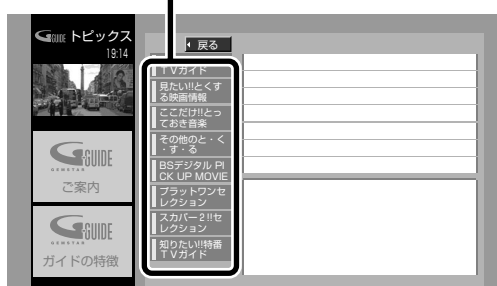 GGUIDE トピックス
19:14
戻る
TVガイド
見たい!!とくす
る映画情報
ここだけ!!とっ
ておき音楽
その他のと・く
・す・る
BSデジタル PI
CK UP MOVIE
プラットワンセ
レクション
スカパー2!!セ
レクション
知りたい!!特番
TVガイド
GGUIDE
GEMSTAR
ご案内
GGUIDE
GEMSTAR
ガイドの特徴